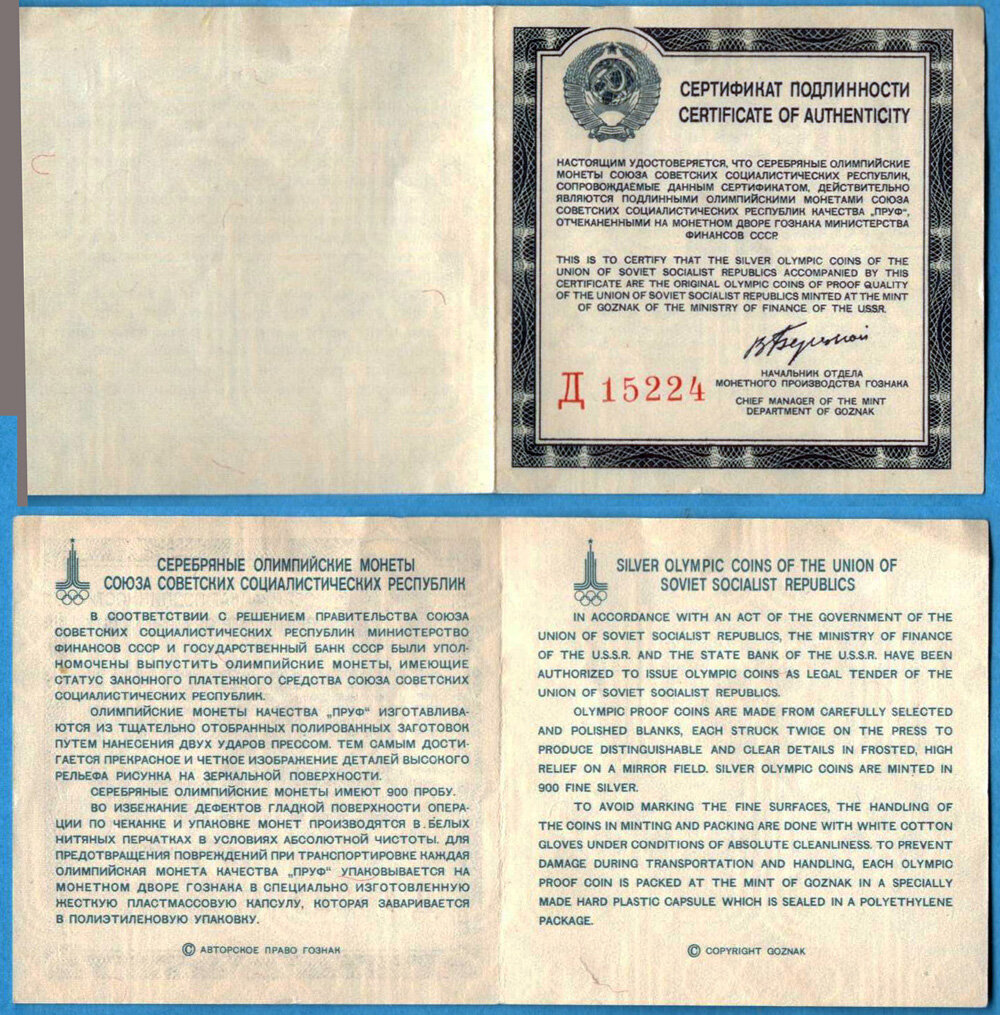 СЕРТИФИКАТ ПОДЛИННОСТИ
CERTIFICATE OF AUTHENTICITY
НАСТОЯЩИМ УДОСТОВЕРЯЕТСЯ, ЧТО СЕРЕБРЯНЫЕ ОЛИМПИЙСКИЕ
МОНЕТЫ СОЮЗА СОВЕТСКИХ СОЦИАЛИСТИЧЕСКИХ РЕСПУБЛИК,
СОПРОВОЖДАЕМЫЕ ДАННЫМ СЕРТИФИКАТОМ, ДЕЙСТВИТЕЛЬНО
ЯВЛЯЮТСЯ ПОДЛИННЫМИ ОЛИМПИЙСКИМИ МОНЕТАМИ СОЮЗА
СОВЕТСКИХ СОЦИАЛИСТИЧЕСКИХ РЕСПУБЛИК КАЧЕСТВА „ПРУФ“,
ОТЧЕКАНЕННЫМИ НА МОНЕТНОМ ДВОРЕ ГОЗНАКА МИНИСТЕРСТВА
ФИНАНСОВ СССР.
THIS IS TO CERTIFY THAT THE SILVER OLYMPIC COINS OF THE
UNION OF SOVIET SOCIALIST REPUBLICS ACCOMPANIED BY THIS
CERTIFICATE ARE THE ORIGINAL OLYMPIC COINS OF PROOF QUALITY
OF THE UNION OF SOVIET SOCIALIST REPUBLICS MINTED AT THE MINT
OF GOZNAK OF THE MINISTRY OF FINANCE OF THE U.S.S.R.
Д 15224
НАЧАЛЬНИК ОТДЕЛА
МОНЕТНОГО ПРОИЗВОДСТВА ГОЗНАКА
CHIEF MANAGER OF THE MINT
DEPARTMENT OF GOZNAK
СЕРЕБРЯНЫЕ ОЛИМПИЙСКИЕ МОНЕТЫ
СОЮЗА СОВЕТСКИХ СОЦИАЛИСТИЧЕСКИХ РЕСПУБЛИК
В СООТВЕТСТВИИ С РЕШЕНИЕМ ПРАВИТЕЛЬСТВА СОЮЗА
СОВЕТСКИХ СОЦИАЛИСТИЧЕСКИХ РЕСПУБЛИК МИНИСТЕРСТВО
ФИНАНСОВ СССР И ГОСУДАРСТВЕННЫЙ БАНК СССР БЫЛИ УПОЛ-
НОМОЧЕНЫ ВЫПУСТИТЬ ОЛИМПИЙСКИЕ МОНЕТЫ, ИМЕЮЩИЕ
СТАТУС ЗАКОННОГО ПЛАТЕЖНОГО СРЕДСТВА СОЮЗА СОВЕТСКИХ
СОЦИАЛИСТИЧЕСКИХ РЕСПУБЛИК.
ОЛИМПИЙСКИЕ МОНЕТЫ КАЧЕСТВА „ПРУФ“ ИЗГОТАВЛИВА-
ЮТСЯ ИЗ ТЩАТЕЛЬНО ОТОБРАННЫХ ПОЛИРОВАННЫХ ЗАГОТОВОК
ПУТЕМ НАНЕСЕНИЯ ДВУХ УДАРОВ ПРЕССОМ. ТЕМ САМЫМ ДОСТИ-
ГАЕТСЯ ПРЕКРАСНОЕ И ЧЕТКОЕ ИЗОБРАЖЕНИЕ ДЕТАЛЕЙ ВЫСОКОГО
РЕЛЬЕФА РИСУНКА НА ЗЕРКАЛЬНОЙ ПОВЕРХНОСТИ.
СЕРЕБРЯНЫЕ ОЛИМПИЙСКИЕ МОНЕТЫ ИМЕЮТ 900 ПРОБУ.
ВО ИЗБЕЖАНИЕ ДЕФЕКТОВ ГЛАДКОЙ ПОВЕРХНОСТИ ОПЕРА-
ЦИИ ПО ЧЕКАНКЕ И УПАКОВКЕ МОНЕТ ПРОИЗВОДЯТСЯ В БЕЛЫХ
НИТЯНЫХ ПЕРЧАТКАХ В УСЛОВИЯХ АБСОЛЮТНОЙ ЧИСТОТЫ. ДЛЯ
ПРЕДОТВРАЩЕНИЯ ПОВРЕЖДЕНИЙ ПРИ ТРАНСПОРТИРОВКЕ КАЖДАЯ
ОЛИМПИЙСКАЯ МОНЕТА КАЧЕСТВА „ПРУФ“ УПАКОВЫВАЕТСЯ НА
МОНЕТНОМ ДВОРЕ ГОЗНАКА В СПЕЦИАЛЬНО ИЗГОТОВЛЕННУЮ
ЖЕСТКУЮ ПЛАСТМАССОВУЮ КАПСУЛУ, КОТОРАЯ ЗАВАРИВАЕТСЯ
В ПОЛИЭТИЛЕНОВУЮ УПАКОВКУ.
© АВТОРСКОЕ ПРАВО ГОЗНАК
SILVER OLYMPIC COINS OF THE UNION OF
SOVIET SOCIALIST REPUBLICS
IN ACCORDANCE WITH AN ACT OF THE GOVERNMENT OF THE
UNION OF SOVIET SOCIALIST REPUBLICS, THE MINISTRY OF FINANCE
OF THE U.S.S.R. AND THE STATE BANK OF THE U.S.S.R. HAVE BEEN
AUTHORIZED TO ISSUE OLYMPIC COINS AS LEGAL TENDER OF THE
UNION OF SOVIET SOCIALIST REPUBLICS.
OLYMPIC PROOF COINS ARE MADE FROM CAREFULLY SELECTED
AND POLISHED BLANKS, EACH STRUCK TWICE ON THE PRESS TO
PRODUCE DISTINGUISHABLE AND CLEAR DETAILS IN FROSTED, HIGH
RELIEF ON A MIRROR FIELD. SILVER OLYMPIC COINS ARE MINTED IN
900 FINE SILVER.
TO AVOID MARKING THE FINE SURFACES, THE HANDLING OF
THE COINS IN MINTING AND PACKING ARE DONE WITH WHITE COTTON
GLOVES UNDER CONDITIONS OF ABSOLUTE CLEANLINESS. TO PREVENT
DAMAGE DURING TRANSPORTATION AND HANDLING, EACH OLYMPIC
PROOF COIN IS PACKED AT THE MINT OF GOZNAK IN A SPECIALLY
MADE HARD PLASTIC CAPSULE WHICH IS SEALED IN A POLYETHYLENE
PACKAGE.
© COPYRIGHT GOZNAK